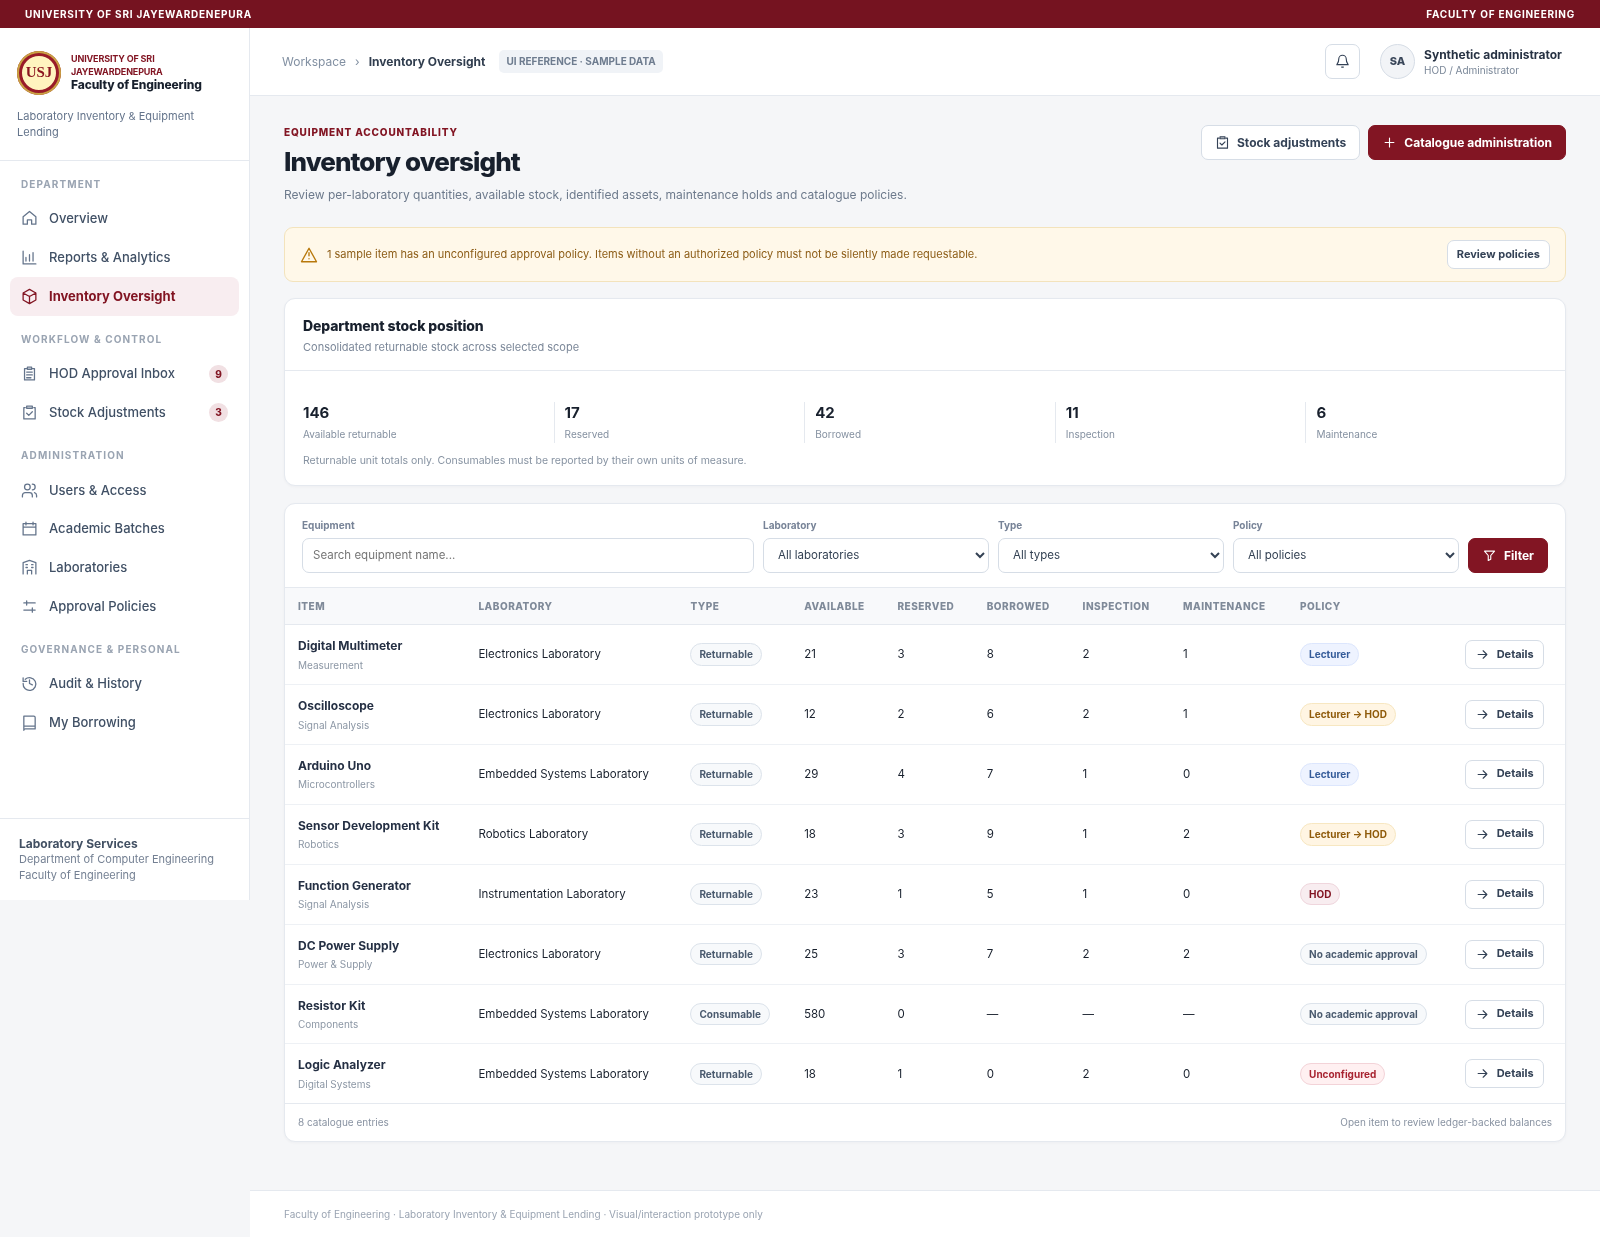 UNIVERSITY OF SRI JAYEWARDENEPURA
FACULTY OF ENGINEERING
USJ
UNIVERSITY OF SRI
JAYEWARDENEPURA
Faculty of Engineering
Laboratory Inventory & Equipment
Lending
DEPARTMENT
Overview
Reports & Analytics
Inventory Oversight
WORKFLOW & CONTROL
HOD Approval Inbox 9
Stock Adjustments 3
ADMINISTRATION
Users & Access
Academic Batches
Laboratories
Approval Policies
GOVERNANCE & PERSONAL
Audit & History
My Borrowing
Laboratory Services
Department of Computer Engineering
Faculty of Engineering
Workspace › Inventory Oversight UI REFERENCE · SAMPLE DATA
SA
Synthetic administrator
HOD / Administrator
EQUIPMENT ACCOUNTABILITY
Inventory oversight
Review per-laboratory quantities, available stock, identified assets, maintenance holds and catalogue policies.
Stock adjustments
Catalogue administration
1 sample item has an unconfigured approval policy. Items without an authorized policy must not be silently made requestable.
Review policies
Department stock position
Consolidated returnable stock across selected scope
146 17 42 11 6
Available returnable Reserved Borrowed Inspection Maintenance
Returnable unit totals only. Consumables must be reported by their own units of measure.
Equipment Laboratory Type Policy
Search equipment name... All laboratories All types All policies Filter
ITEM LABORATORY TYPE AVAILABLE RESERVED BORROWED INSPECTION MAINTENANCE POLICY
Digital Multimeter
Measurement
Electronics Laboratory Returnable 21 3 8 2 1 Lecturer → Details
Oscilloscope
Signal Analysis
Electronics Laboratory Returnable 12 2 6 2 1 Lecturer → HOD → Details
Arduino Uno
Microcontrollers
Embedded Systems Laboratory Returnable 29 4 7 1 0 Lecturer → Details
Sensor Development Kit
Robotics
Robotics Laboratory Returnable 18 3 9 1 2 Lecturer → HOD → Details
Function Generator
Signal Analysis
Instrumentation Laboratory Returnable 23 1 5 1 0 HOD → Details
DC Power Supply
Power & Supply
Electronics Laboratory Returnable 25 3 7 2 2 No academic approval → Details
Resistor Kit
Components
Embedded Systems Laboratory Consumable 580 0 — — — No academic approval → Details
Logic Analyzer
Digital Systems
Embedded Systems Laboratory Returnable 18 1 0 2 0 Unconfigured → Details
8 catalogue entries
Open item to review ledger-backed balances
Faculty of Engineering · Laboratory Inventory & Equipment Lending · Visual/interaction prototype only